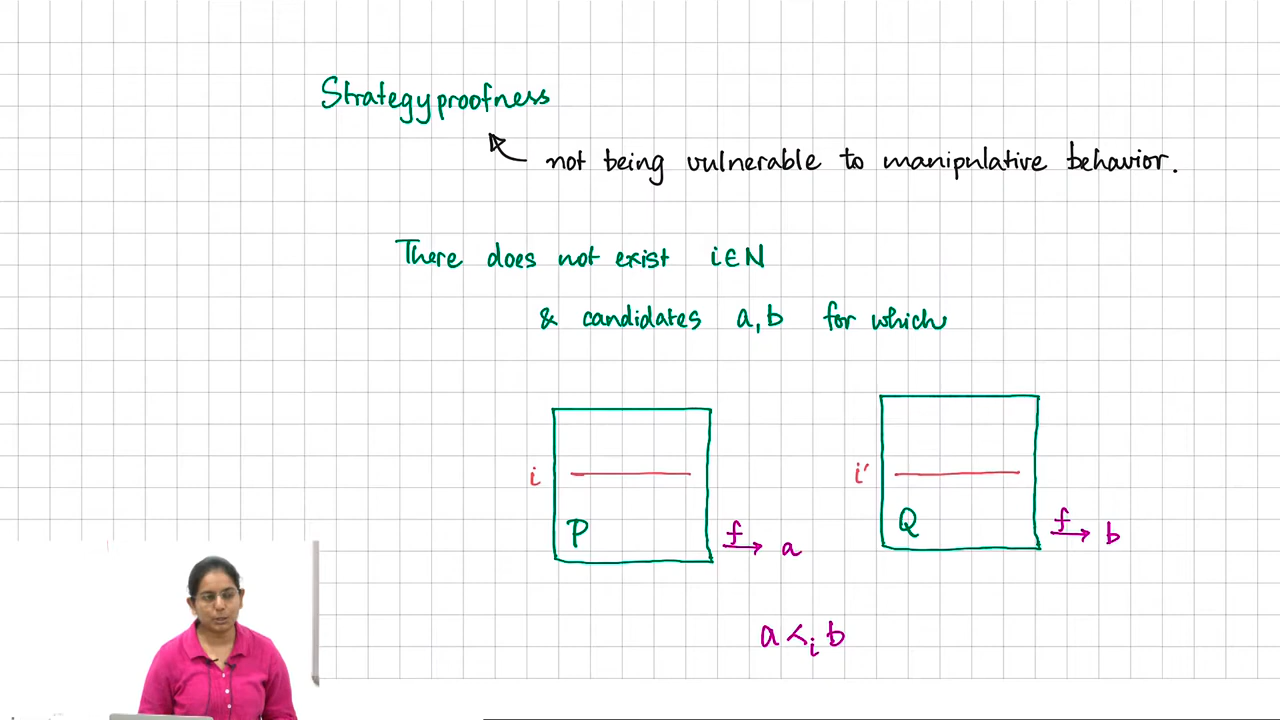 Strategyproofness
not being vulnerable to manipulative behavior.
There does not exist i∈N
& candidates a, b for which
i P f→ a
i' Q f→ b
a <ᵢ b